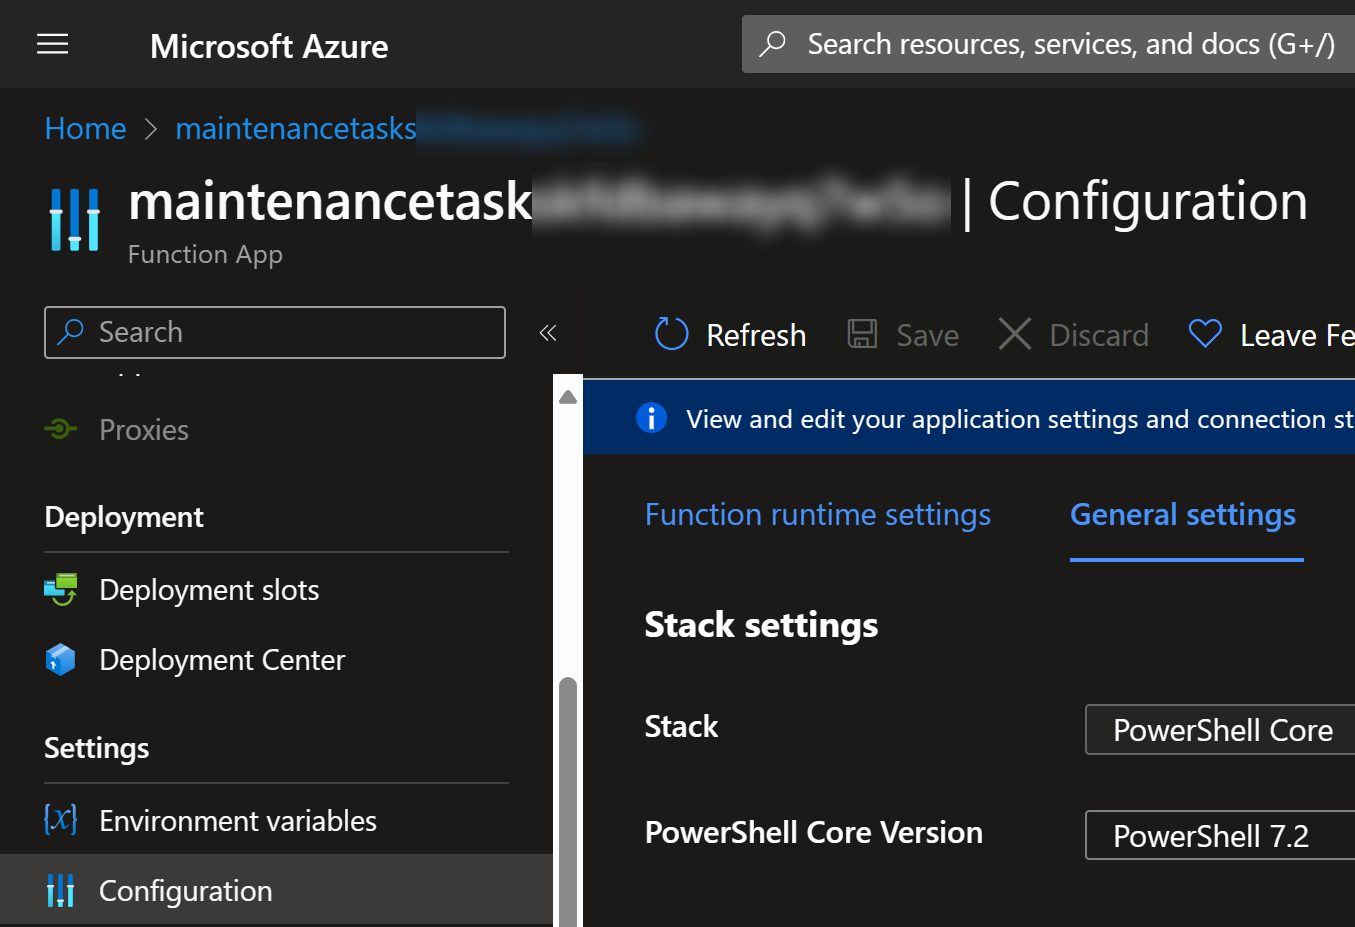 Microsoft Azure
Search resources, services, and docs (G+/)
Home > maintenancetasks
maintenancetask | Configuration
Function App
Search
«
Refresh
Save
Discard
Leave Fe
Proxies
View and edit your application settings and connection st
Function runtime settings
General settings
Deployment
Deployment slots
Deployment Center
Stack settings
Stack
PowerShell Core
Settings
Environment variables
PowerShell Core Version
PowerShell 7.2
Configuration